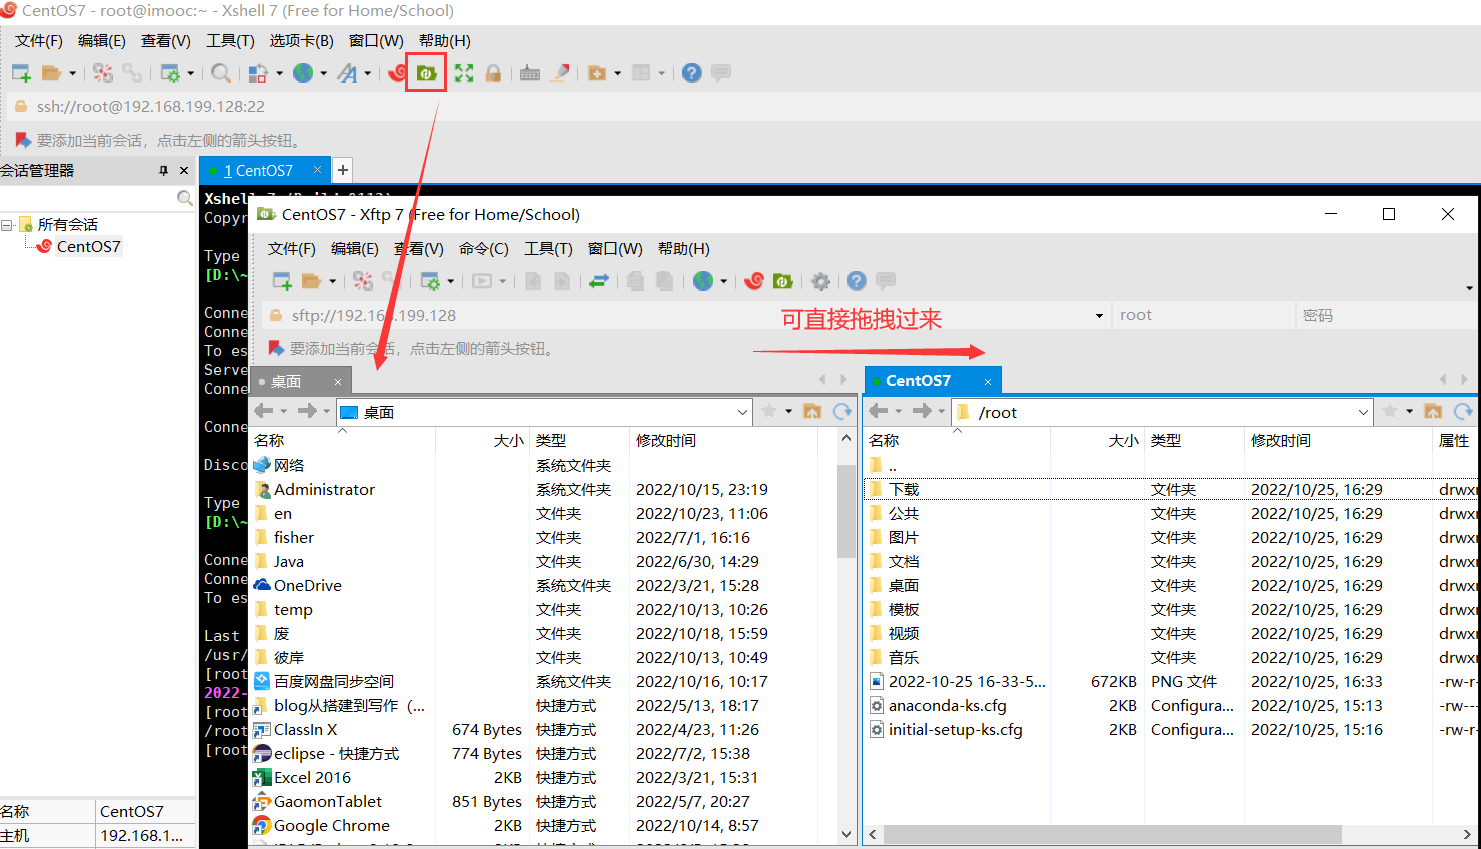 CentOS7 - root@imooc:~ - Xshell 7 (Free for Home/School)
文件(F) 编辑(E) 查看(V) 工具(T) 选项卡(B) 窗口(W) 帮助(H)
ssh://root@192.168.199.128:22
要添加当前会话，点击左侧的箭头按钮。
会话管理器
1 CentOS7
所有会话
CentOS7
名称 CentOS7
主机 192.168.1...
Copyr
Type
[D:\~
Conne
Conne
To es
Serve
Conne
Conne
Disco
Type
[D:\~
Conne
Conne
To es
Last
/usr/
[root
2022-
[root
/root
[root
CentOS7 - Xftp 7 (Free for Home/School)
文件(F) 编辑(E) 查看(V) 命令(C) 工具(T) 窗口(W) 帮助(H)
sftp://192.168.199.128 root 密码
可直接拖拽过来
要添加当前会话，点击左侧的箭头按钮。
桌面
桌面
名称 大小 类型 修改时间
网络 系统文件夹
Administrator 系统文件夹 2022/10/15, 23:19
en 文件夹 2022/10/23, 11:06
fisher 文件夹 2022/7/1, 16:16
Java 文件夹 2022/6/30, 14:29
OneDrive 系统文件夹 2022/3/21, 15:28
temp 文件夹 2022/10/13, 10:26
废 文件夹 2022/10/18, 15:59
彼岸 文件夹 2022/10/13, 10:49
百度网盘同步空间 系统文件夹 2022/10/16, 10:17
blog从搭建到写作（... 快捷方式 2022/5/13, 18:17
ClassIn X 674 Bytes 快捷方式 2022/4/23, 11:26
eclipse - 快捷方式 774 Bytes 快捷方式 2022/7/2, 15:38
Excel 2016 2KB 快捷方式 2022/3/21, 15:31
GaomonTablet 851 Bytes 快捷方式 2022/5/7, 20:27
Google Chrome 2KB 快捷方式 2022/10/14, 8:57
CentOS7
/root
名称 大小 类型 修改时间 属性
..
下载 文件夹 2022/10/25, 16:29 drwxr
公共 文件夹 2022/10/25, 16:29 drwxr
图片 文件夹 2022/10/25, 16:29 drwxr
文档 文件夹 2022/10/25, 16:29 drwxr
桌面 文件夹 2022/10/25, 16:29 drwxr
模板 文件夹 2022/10/25, 16:29 drwxr
视频 文件夹 2022/10/25, 16:29 drwxr
音乐 文件夹 2022/10/25, 16:29 drwxr
2022-10-25 16-33-5... 672KB PNG 文件 2022/10/25, 16:33 -rw-r-
anaconda-ks.cfg 2KB Configura... 2022/10/25, 15:13 -rw---
initial-setup-ks.cfg 2KB Configura... 2022/10/25, 15:16 -rw-r-